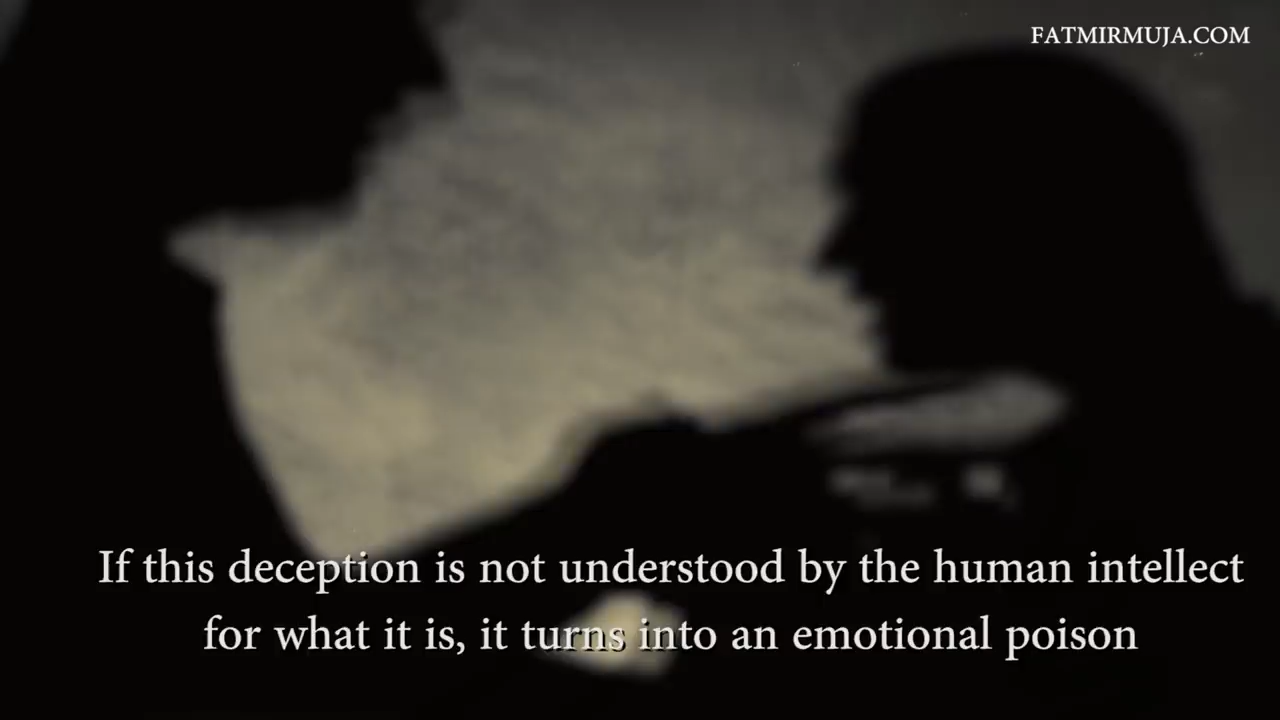 FATMIRMUJA.COM
If this deception is not understood by the human intellect
for what it is, it turns into an emotional poison